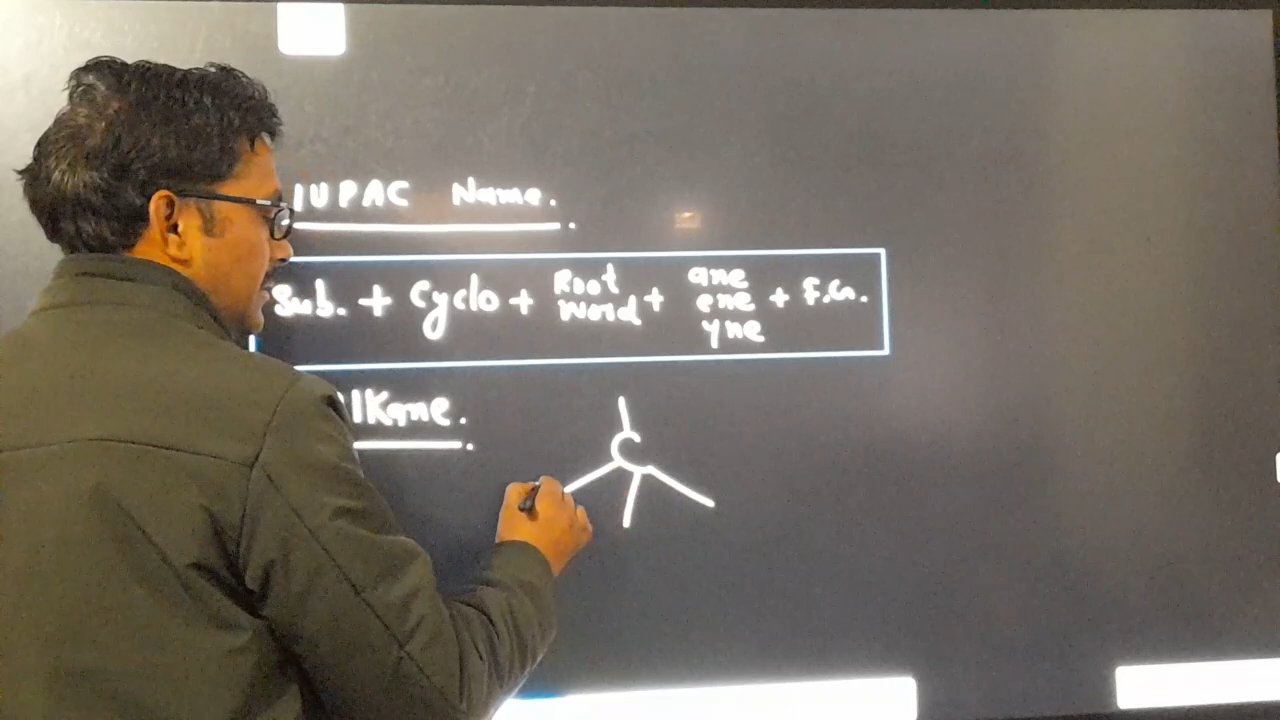 IUPAC Name.
Sub. + Cyclo + Root Word + ane ene yne + F.G.
lkane.
C